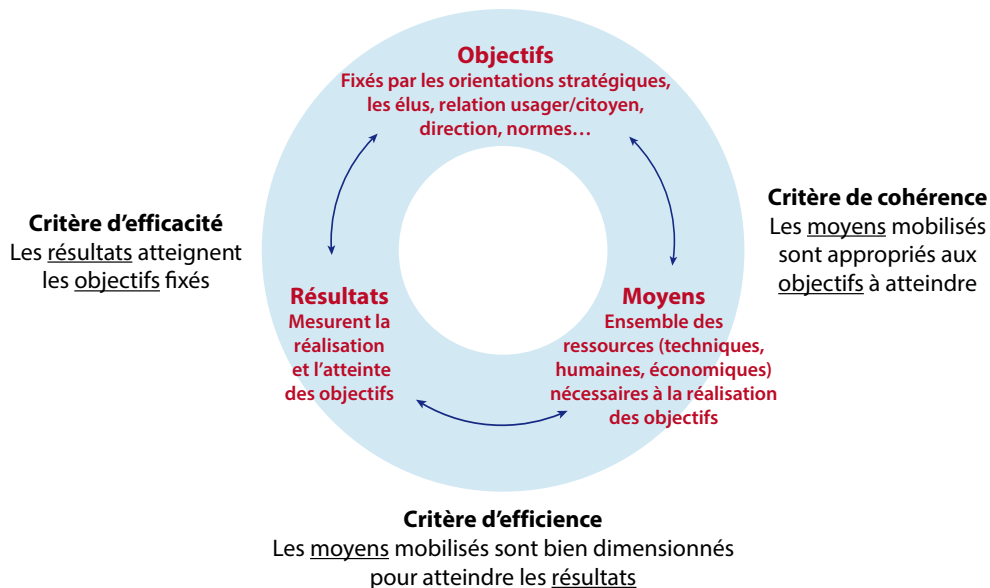 Objectifs
Fixés par les orientations stratégiques,
les élus, relation usager/citoyen,
direction, normes…
Critère d’efficacité
Les résultats atteignent
les objectifs fixés
Critère de cohérence
Les moyens mobilisés
sont appropriés aux
objectifs à atteindre
Résultats
Mesurent la
réalisation
et l’atteinte
des objectifs
Moyens
Ensemble des
ressources (techniques,
humaines, économiques)
nécessaires à la réalisation
des objectifs
Critère d’efficience
Les moyens mobilisés sont bien dimensionnés
pour atteindre les résultats